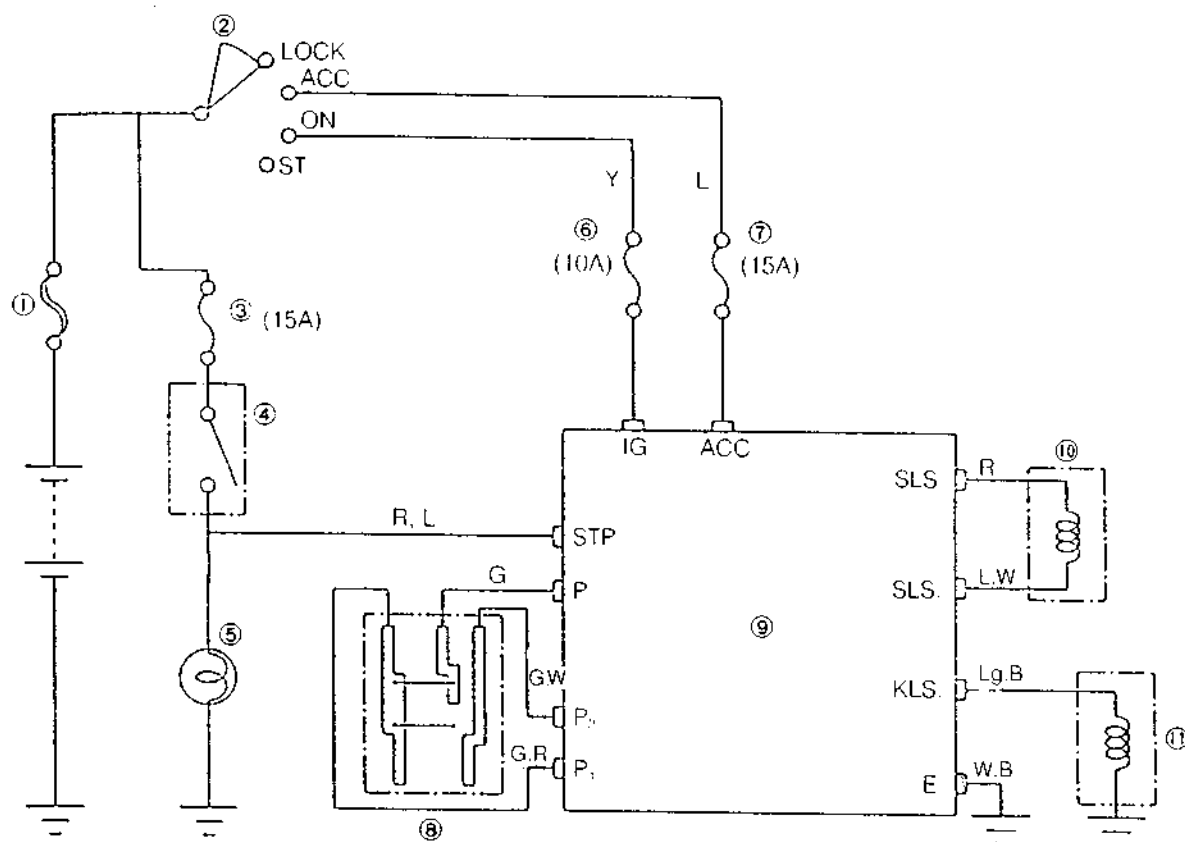 ②
LOCK
ACC
ON
OST
Y
L
⑥
(10A)
⑦
(15A)
①
③ (15A)
④
IG
ACC
⑩
SLS
R
R, L
STP
G
P
SLS.
L.W
⑤
⑨
GW
KLS.
Lg.B
G.R
P₁
⑪
E
W.B
⑧